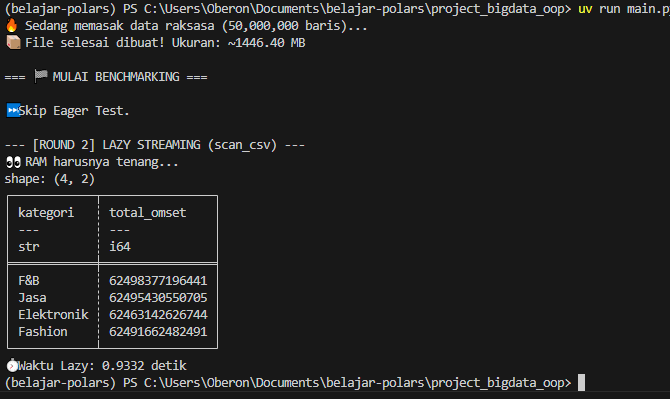 (belajar-polars) PS C:\Users\Oberon\Documents\belajar-polars\project_bigdata_oop> uv run main.p
🔥 Sedang memasak data raksasa (50,000,000 baris)...
📦 File selesai dibuat! Ukuran: ~1446.40 MB
=== 🏁 MULAI BENCHMARKING ===
⏭️Skip Eager Test.
--- [ROUND 2] LAZY STREAMING (scan_csv) ---
👀 RAM harusnya tenang...
shape: (4, 2)
kategori total_omset
--- ---
str i64
F&B 62498377196441
Jasa 62495430550705
Elektronik 62463142626744
Fashion 62491662482491
⏱️Waktu Lazy: 0.9332 detik
(belajar-polars) PS C:\Users\Oberon\Documents\belajar-polars\project_bigdata_oop>